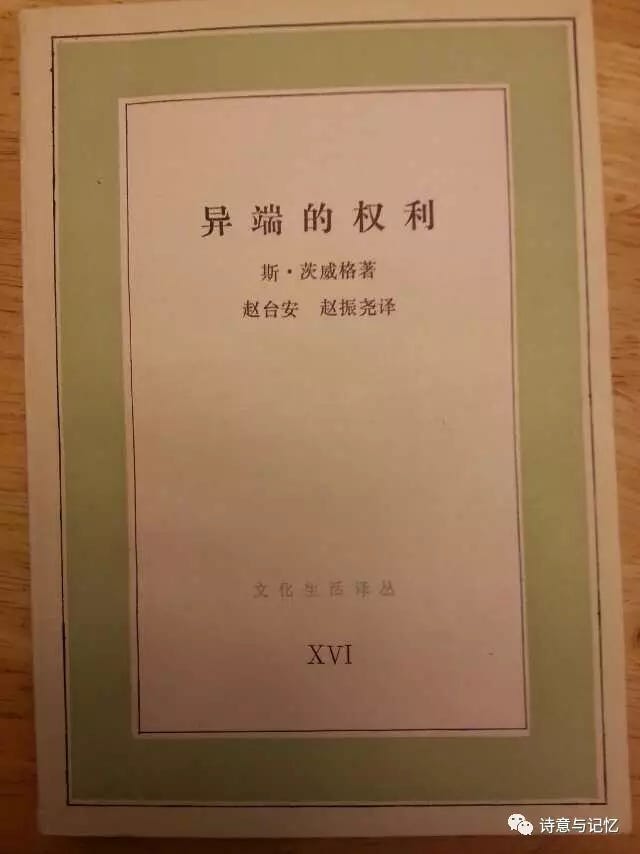 异端的权利
斯·茨威格著
赵台安 赵振尧译
文化生活译丛
XVI
诗意与记忆